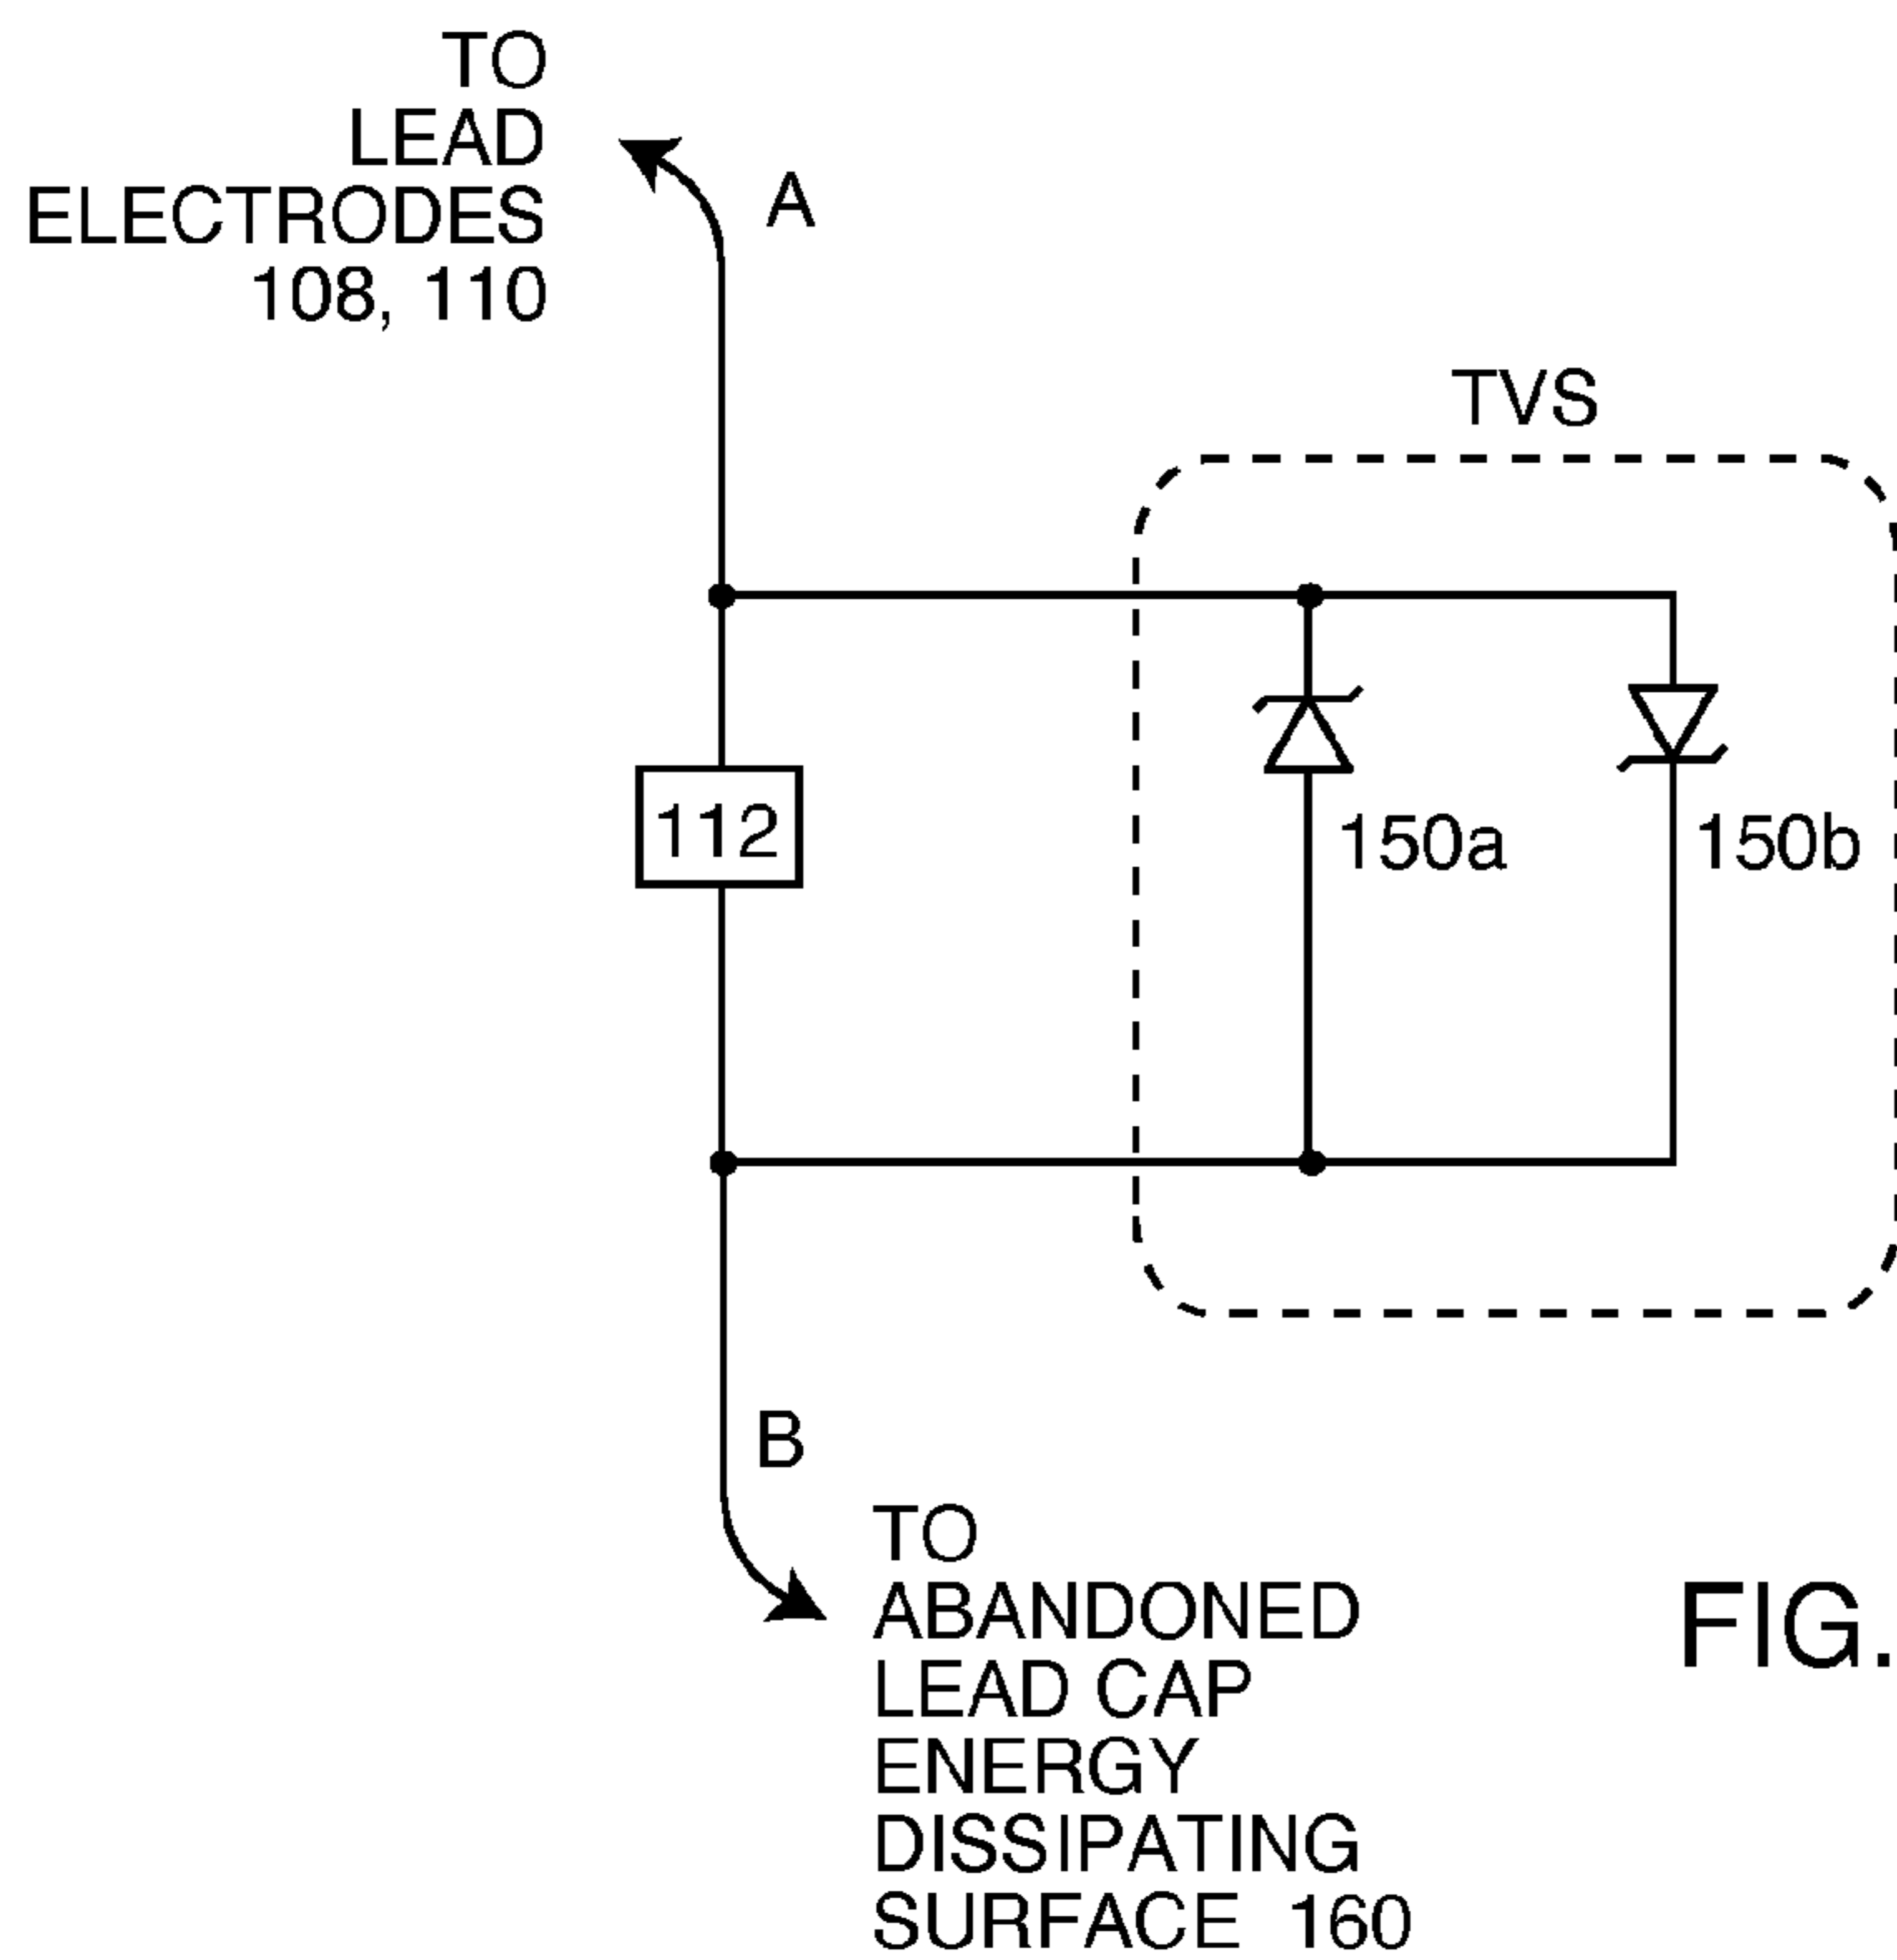 TO
LEAD
ELECTRODES
108, 110
A
TVS
112
150a
150b
B
TO
ABANDONED
LEAD CAP
ENERGY
DISSIPATING
SURFACE 160
FIG.